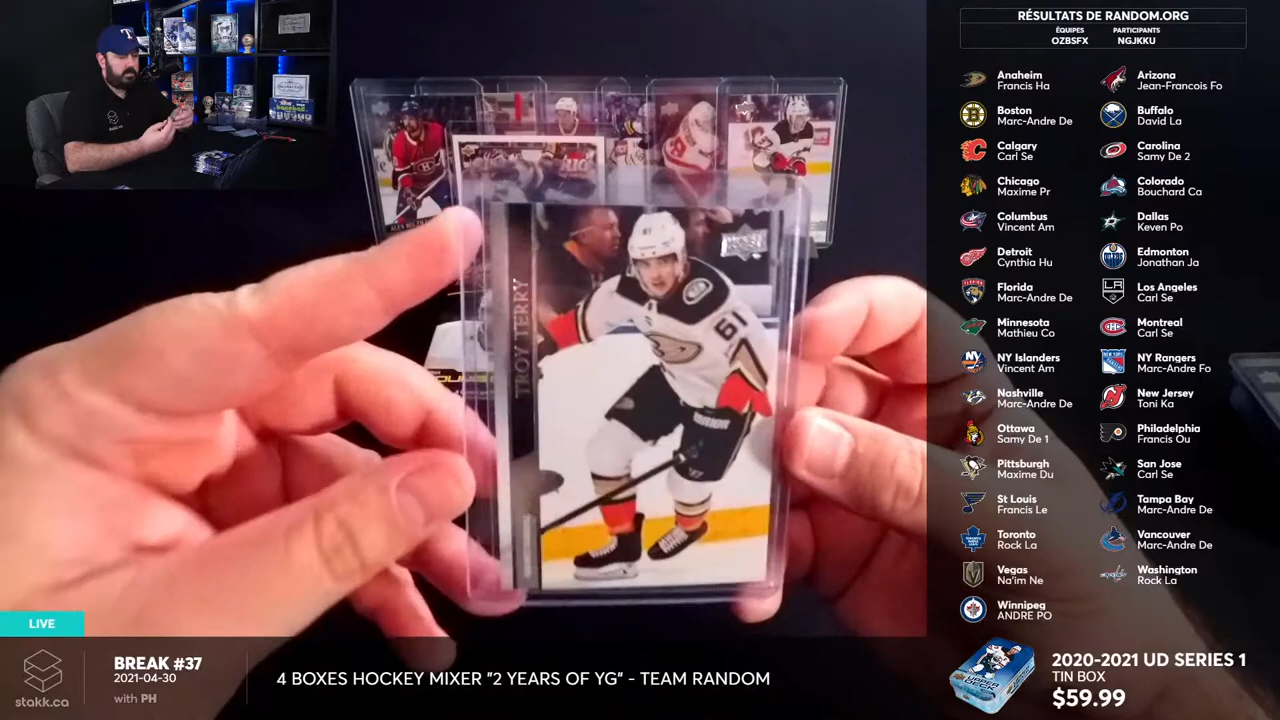 RÉSULTATS DE RANDOM.ORG
ÉQUIPES
OZBSFX
PARTICIPANTS
NGJKKU
Anaheim
Francis Ha
Arizona
Jean-Francois Fo
Boston
Marc-Andre De
Buffalo
David La
Calgary
Carl Se
Carolina
Samy De 2
Chicago
Maxime Pr
Colorado
Bouchard Ca
Columbus
Vincent Am
Dallas
Keven Po
Detroit
Cynthia Hu
Edmonton
Jonathan Ja
Florida
Marc-Andre De
Los Angeles
Carl Se
Minnesota
Mathieu Co
Montreal
Carl Se
NY Islanders
Vincent Am
NY Rangers
Marc-Andre Fo
Nashville
Marc-Andre De
New Jersey
Toni Ka
Ottawa
Samy De 1
Philadelphia
Francis Ou
Pittsburgh
Maxime Du
San Jose
Carl Se
St Louis
Francis Le
Tampa Bay
Marc-Andre De
Toronto
Rock La
Vancouver
Marc-Andre De
Vegas
Na'im Ne
Washington
Rock La
Winnipeg
ANDRE PO
TROY TERRY
61
61
LIVE
stakk.ca
BREAK #37
2021-04-30
with PH
4 BOXES HOCKEY MIXER "2 YEARS OF YG" - TEAM RANDOM
2020-2021 UD SERIES 1
TIN BOX
$59.99